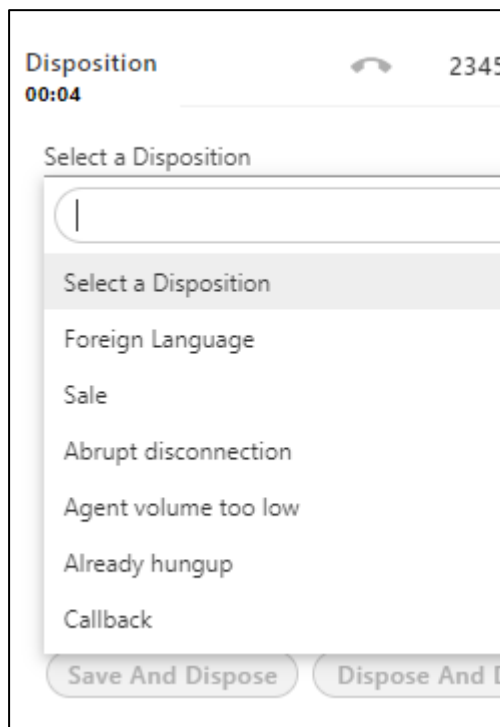 Disposition 2345
00:04
Select a Disposition
Select a Disposition
Foreign Language
Sale
Abrupt disconnection
Agent volume too low
Already hungup
Callback
Save And Dispose Dispose And